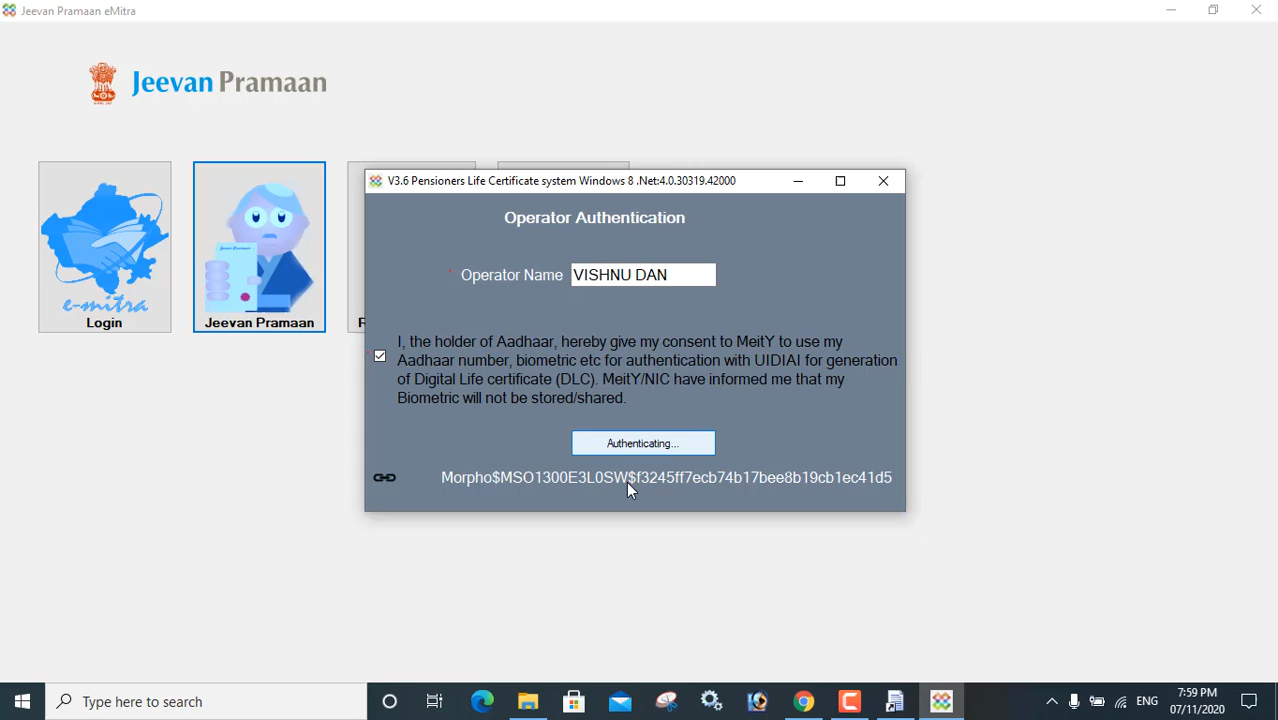 Jeevan Pramaan eMitra
Jeevan Pramaan
e-mitra
Login
Jeevan Pramaan
Jeevan Pramaan
R
V3.6 Pensioners Life Certificate system Windows 8 .Net:4.0.30319.42000
Operator Authentication
* Operator Name VISHNU DAN
* I, the holder of Aadhaar, hereby give my consent to MeitY to use my
Aadhaar number, biometric etc for authentication with UIDIAI for generation
of Digital Life certificate (DLC). MeitY/NIC have informed me that my
Biometric will not be stored/shared.
Authenticating...
Morpho$MSO1300E3L0SW$f3245ff7ecb74b17bee8b19cb1ec41d5
Type here to search
ENG
7:59 PM
07/11/2020